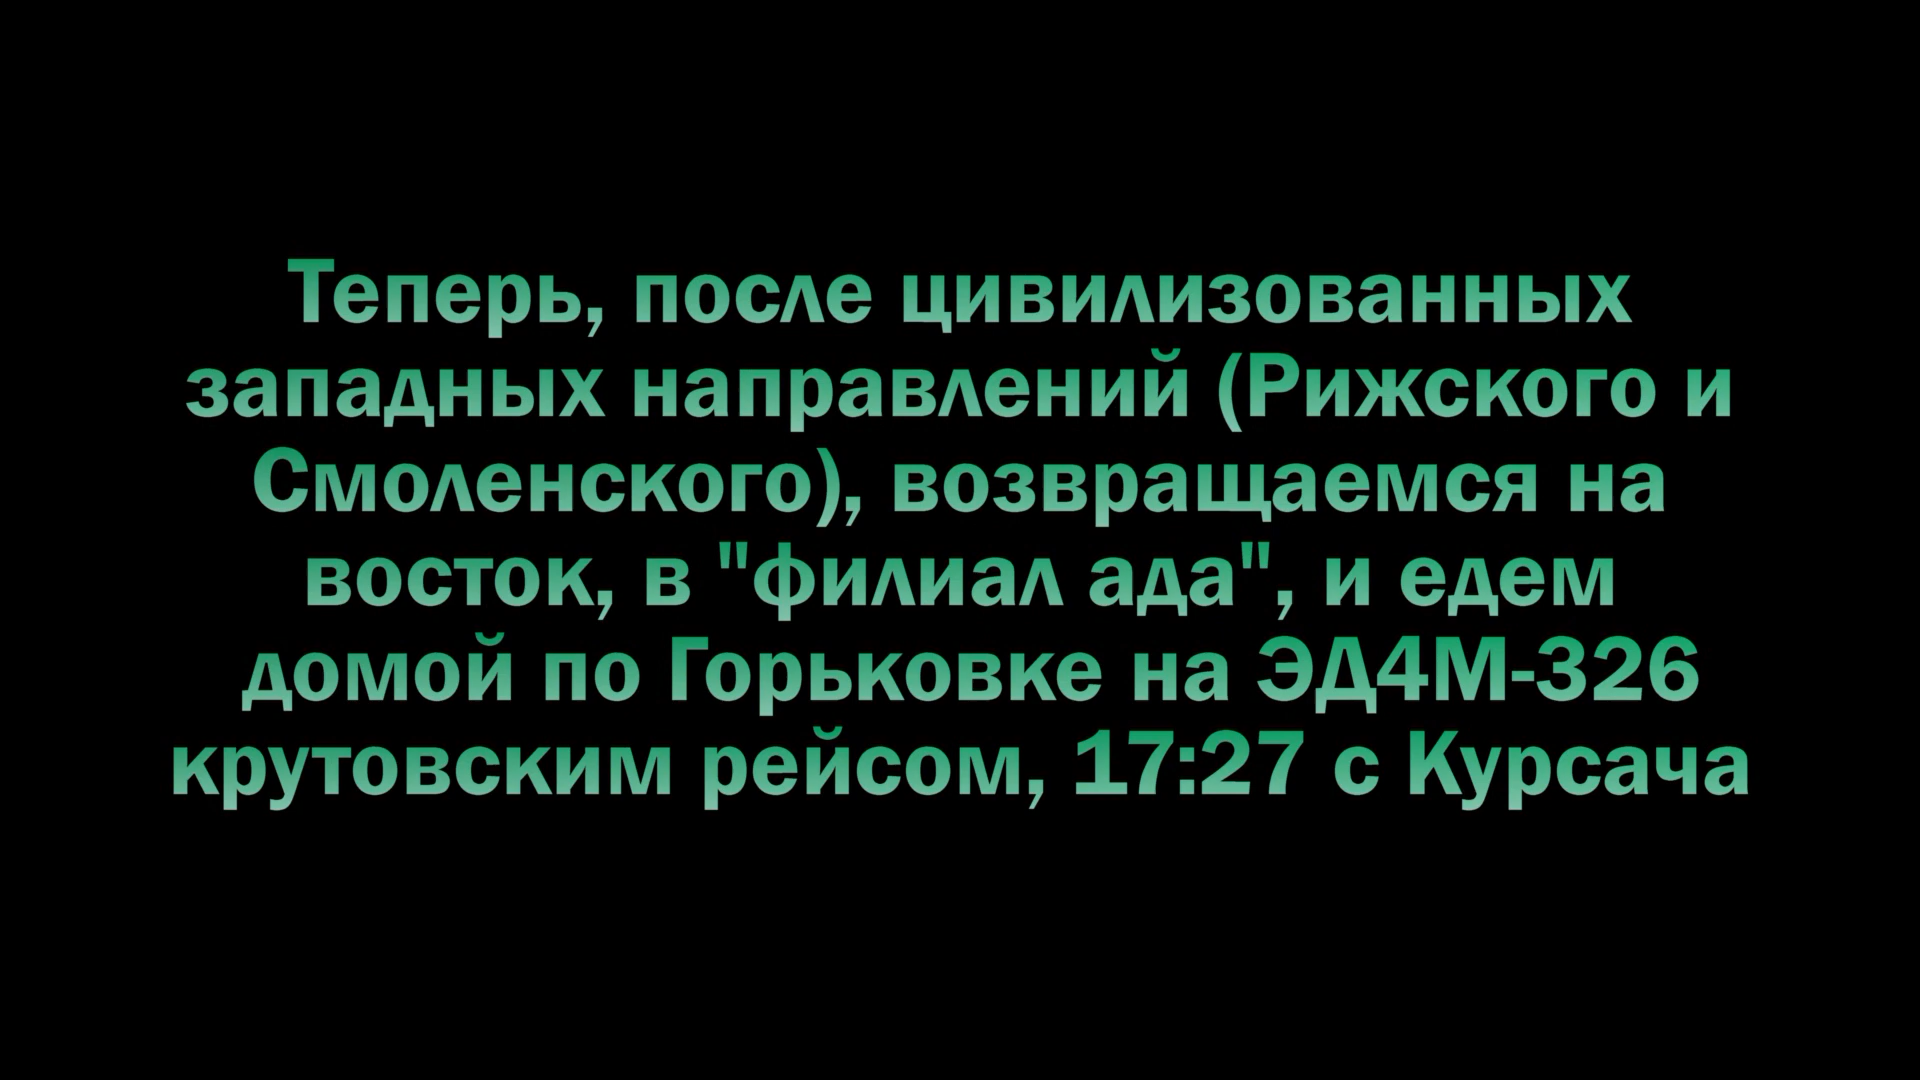 Теперь, после цивилизованных
западных направлений (Рижского и
Смоленского), возвращаемся на
восток, в "филиал ада", и едем
домой по Горьковке на ЭД4М-326
крутовским рейсом, 17:27 с Курсача